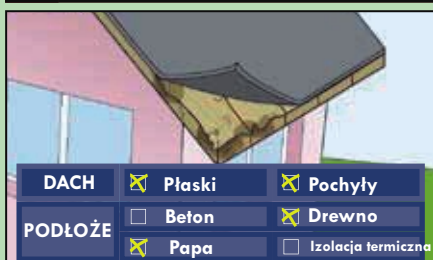 DACH Płaski Pochyły
PODŁOŻE Beton Drewno
Papa Izolacja termiczna